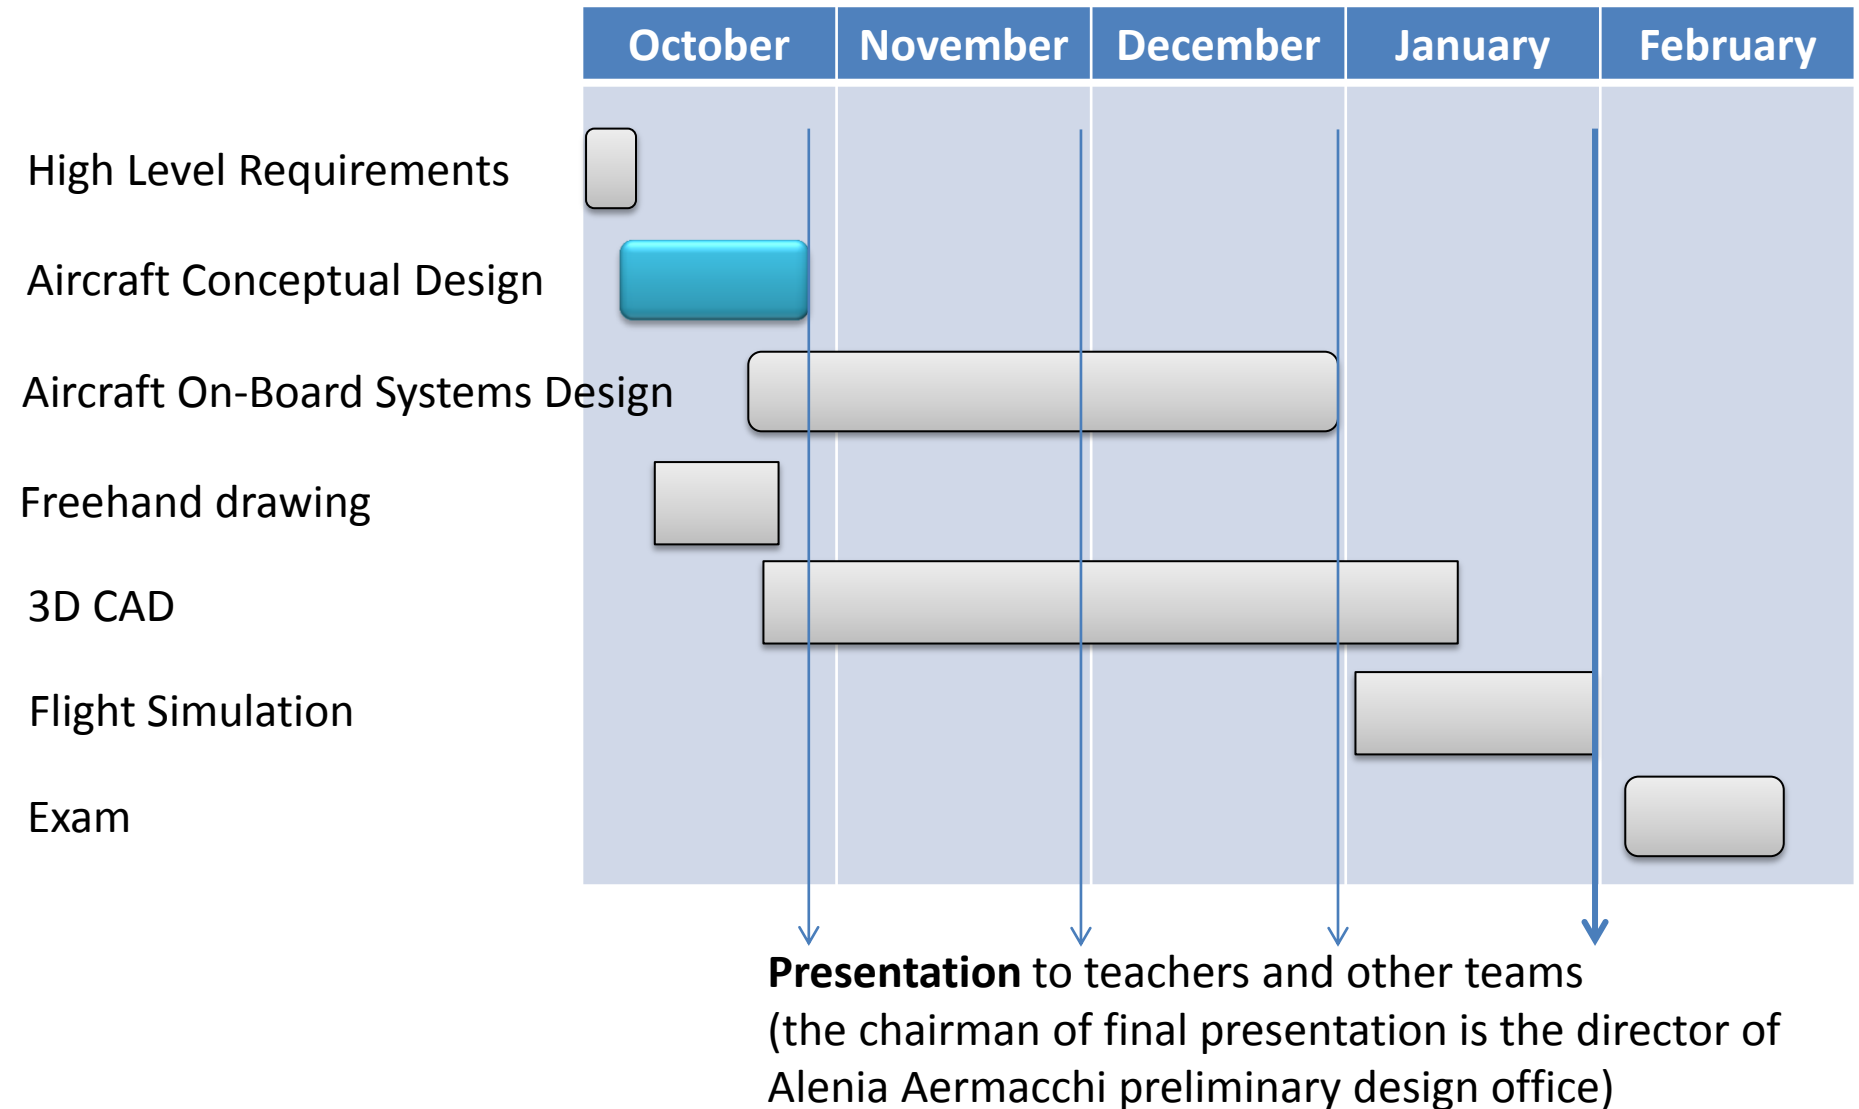 October November December January February
High Level Requirements
Aircraft Conceptual Design
Aircraft On-Board Systems Design
Freehand drawing
3D CAD
Flight Simulation
Exam
Presentation to teachers and other teams
(the chairman of final presentation is the director of
Alenia Aermacchi preliminary design office)